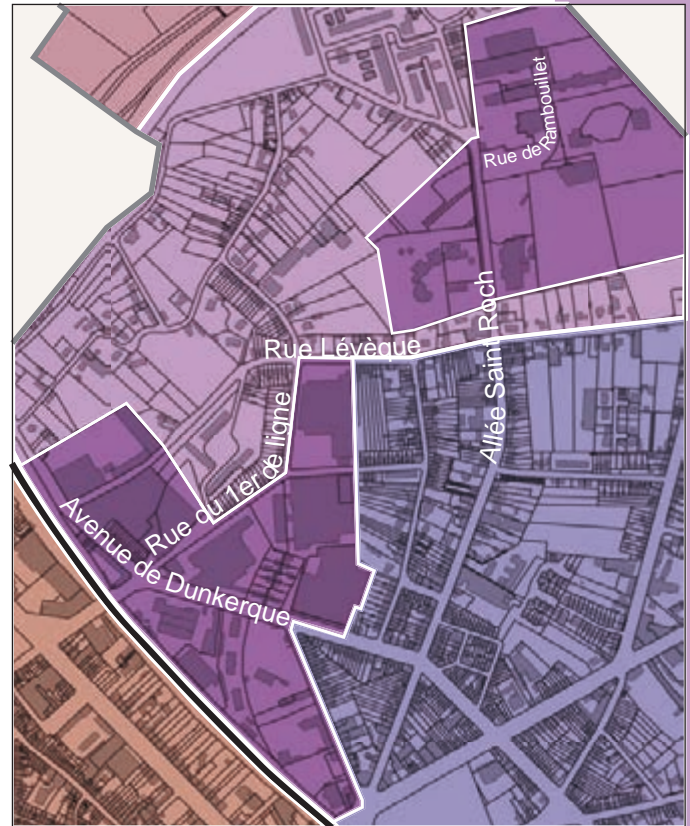 Rue de Rambouillet
Rue Lévèque
Allée Saint Roch
Rue du 1er de ligne
Avenue de Dunkerque